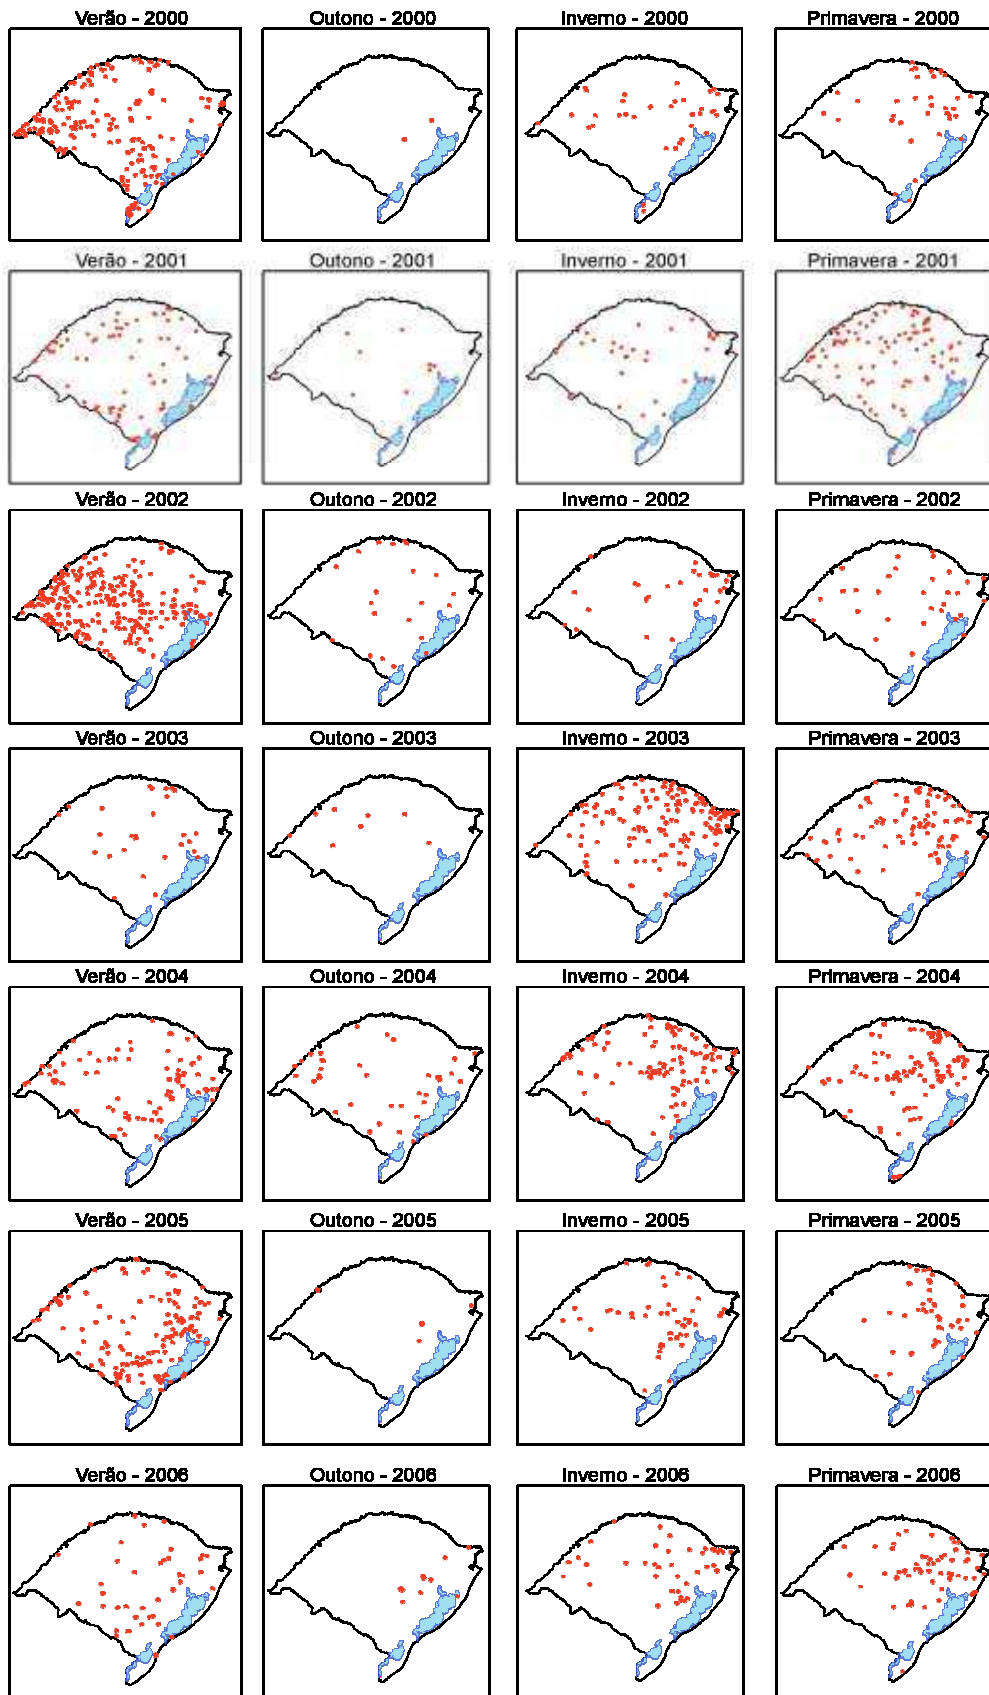 Verão - 2000
Outono - 2000
Inverno - 2000
Primavera - 2000
Verão - 2001
Outono - 2001
Inverno - 2001
Primavera - 2001
Verão - 2002
Outono - 2002
Inverno - 2002
Primavera - 2002
Verão - 2003
Outono - 2003
Inverno - 2003
Primavera - 2003
Verão - 2004
Outono - 2004
Inverno - 2004
Primavera - 2004
Verão - 2005
Outono - 2005
Inverno - 2005
Primavera - 2005
Verão - 2006
Outono - 2006
Inverno - 2006
Primavera - 2006